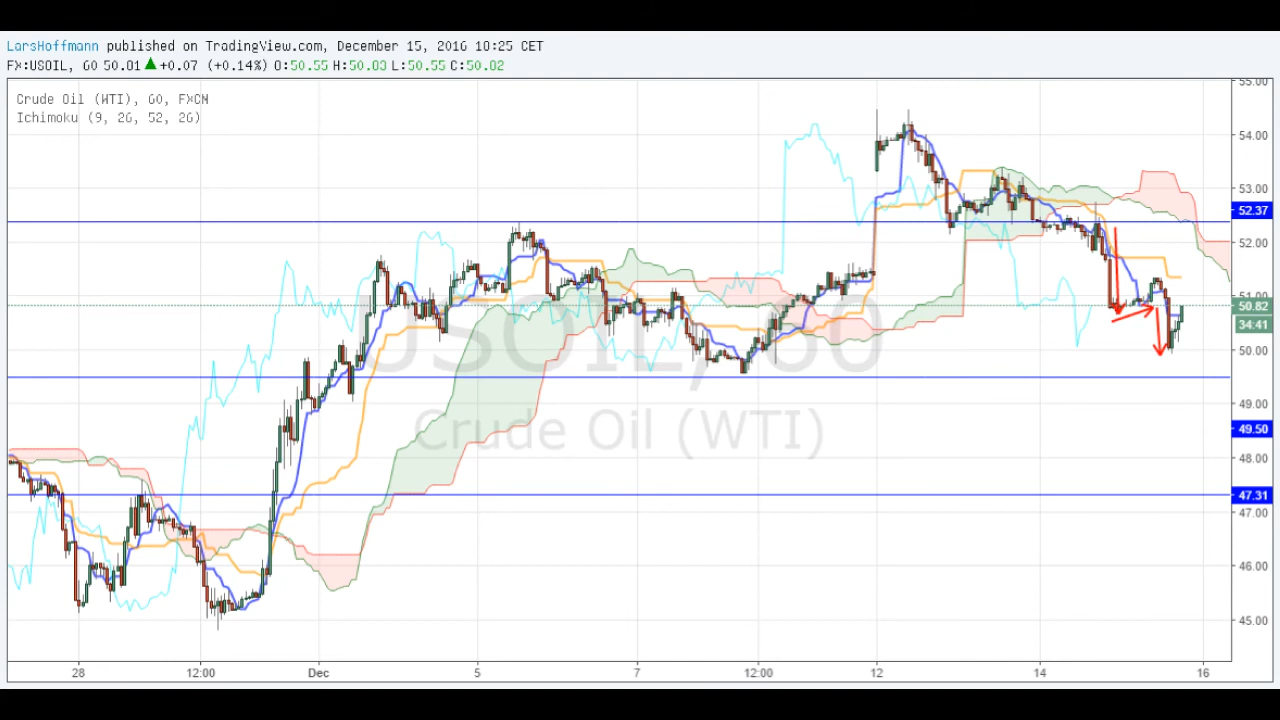 LarsHoffmann published on TradingView.com, December 15, 2016 10:25 CET
FX:USOIL, 60 50.01 ▲ +0.07 (+0.14%) O:50.55 H:50.03 L:50.55 C:50.02
Crude Oil (WTI), 60, FXCM
Ichimoku (9, 26, 52, 26)
USOIL, 60
Crude Oil (WTI)
55.00
54.00
53.00
52.37
52.00
51.00
50.82
34:41
50.00
49.00
49.50
48.00
47.31
47.00
46.00
45.00
28 12:00 Dec 5 7 12:00 12 14 16